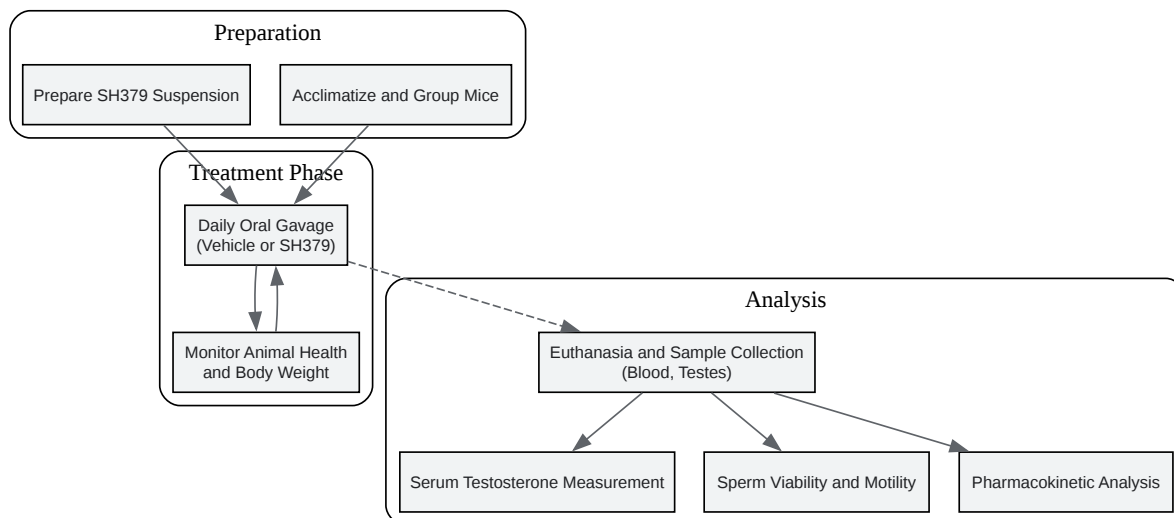 Preparation
Prepare SH379 Suspension
Acclimatize and Group Mice
Treatment Phase
Daily Oral Gavage
(Vehicle or SH379)
Monitor Animal Health
and Body Weight
Analysis
Euthanasia and Sample Collection
(Blood, Testes)
Serum Testosterone Measurement
Sperm Viability and Motility
Pharmacokinetic Analysis